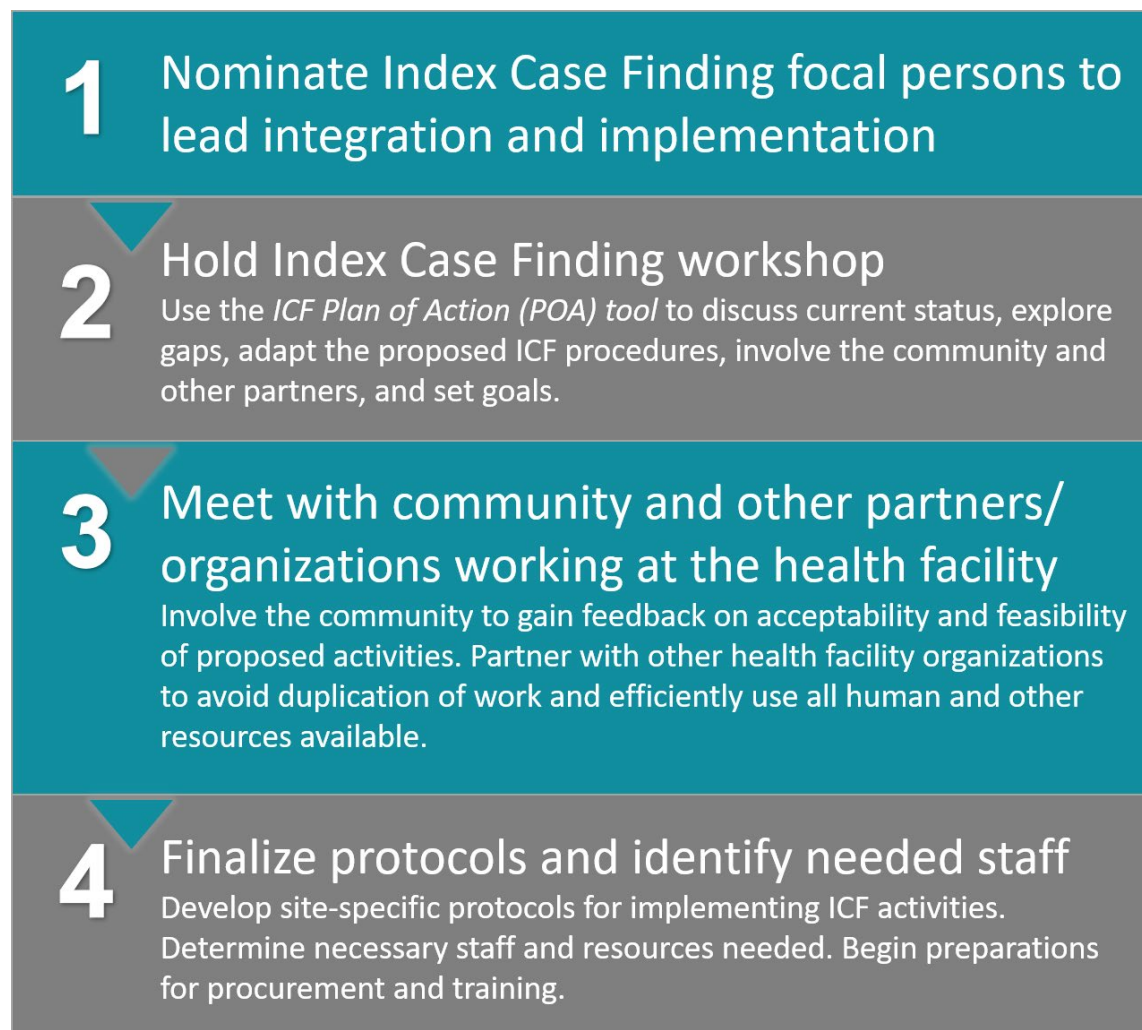 1
Nominate Index Case Finding focal persons to
lead integration and implementation
2
Hold Index Case Finding workshop
Use the ICF Plan of Action (POA) tool to discuss current status, explore
gaps, adapt the proposed ICF procedures, involve the community and
other partners, and set goals.
3
Meet with community and other partners/
organizations working at the health facility
Involve the community to gain feedback on acceptability and feasibility
of proposed activities. Partner with other health facility organizations
to avoid duplication of work and efficiently use all human and other
resources available.
4
Finalize protocols and identify needed staff
Develop site-specific protocols for implementing ICF activities.
Determine necessary staff and resources needed. Begin preparations
for procurement and training.